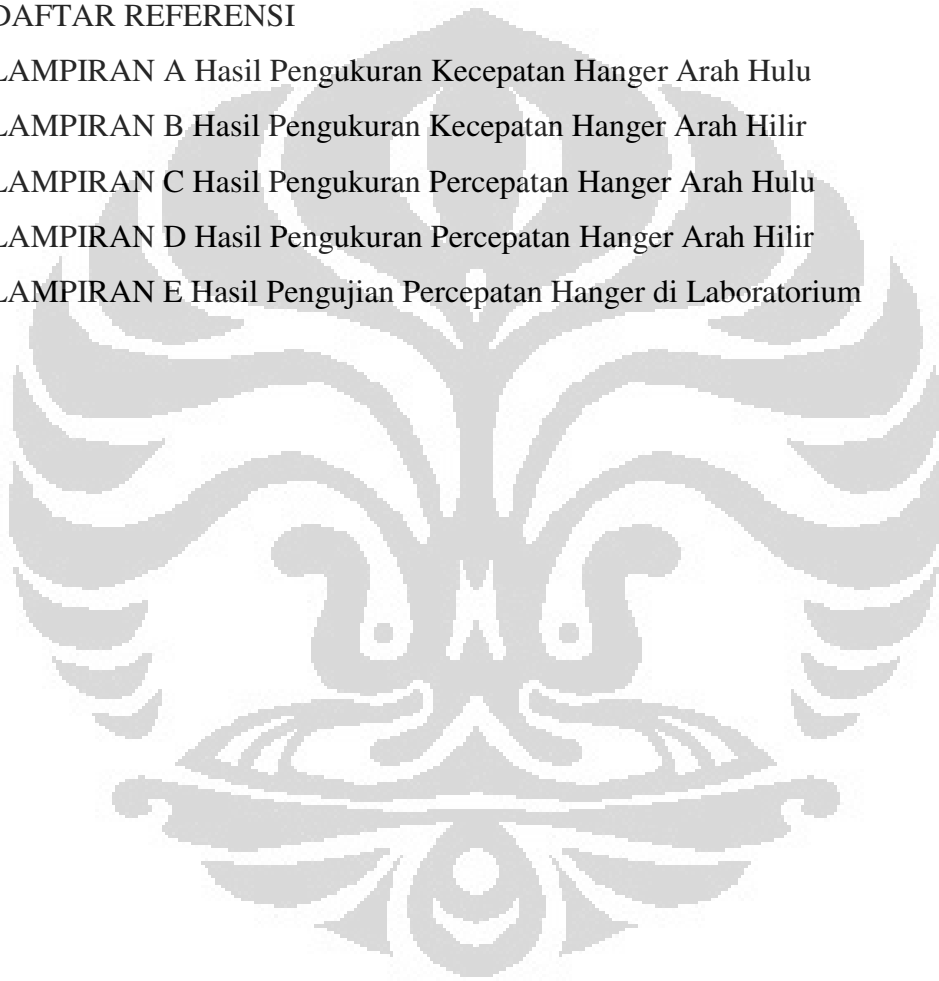 DAFTAR REFERENSI
LAMPIRAN A Hasil Pengukuran Kecepatan Hanger Arah Hulu
LAMPIRAN B Hasil Pengukuran Kecepatan Hanger Arah Hilir
LAMPIRAN C Hasil Pengukuran Percepatan Hanger Arah Hulu
LAMPIRAN D Hasil Pengukuran Percepatan Hanger Arah Hilir
LAMPIRAN E Hasil Pengujian Percepatan Hanger di Laboratorium